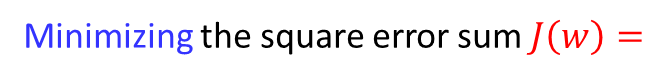 Minimizing the square error sum J(w) =